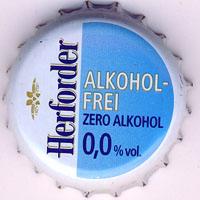 Herforder
ALKOHOL-
FREI
ZERO ALKOHOL
0,0 % vol.